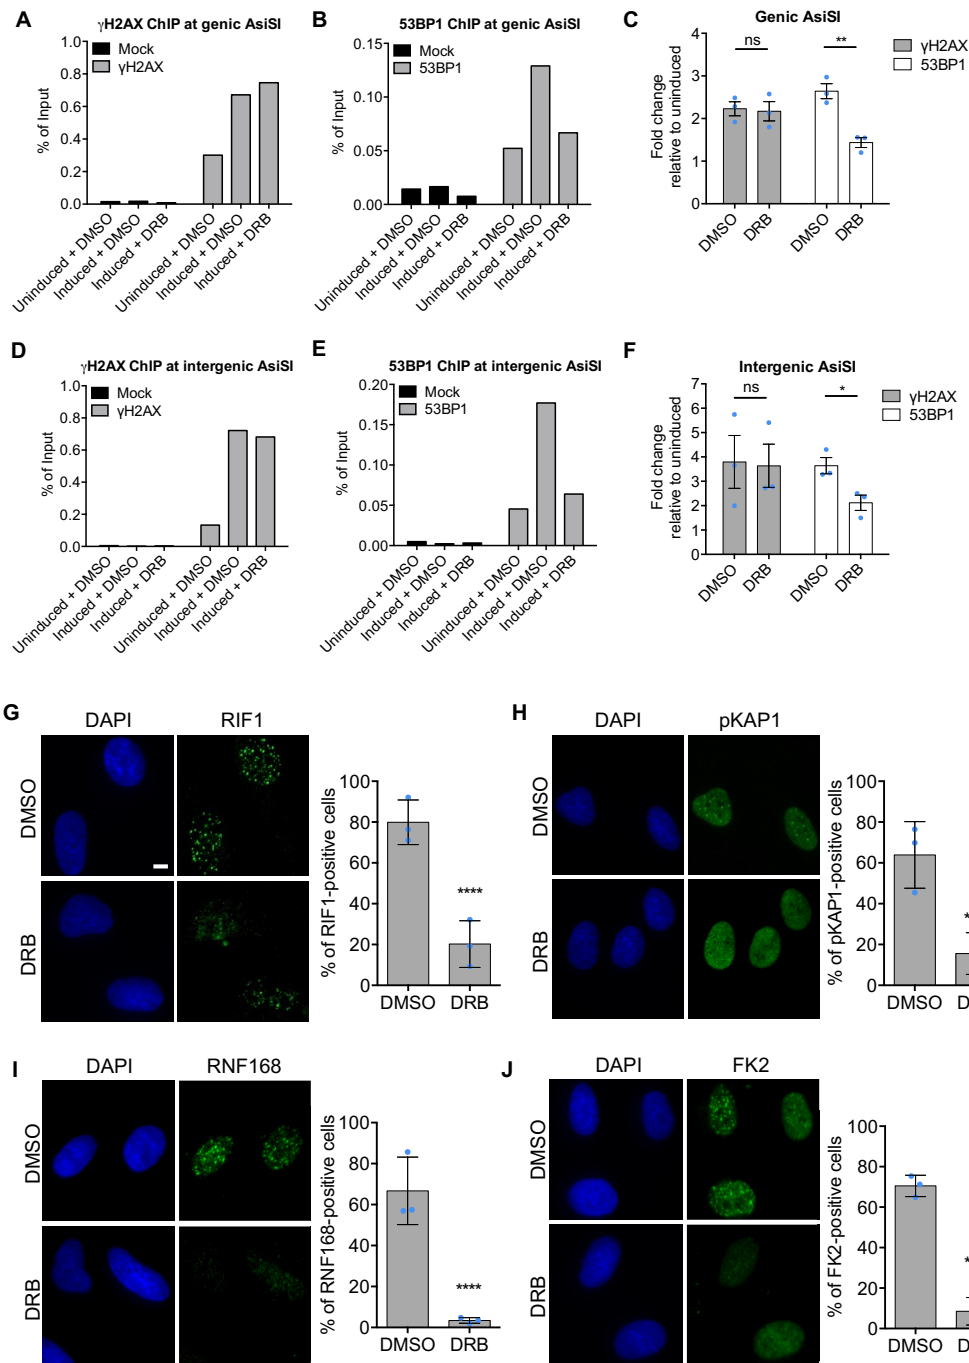 A
γH2AX ChIP at genic AsiSI
% of Input
1.0
0.8
0.6
0.4
0.2
0.0
Mock
γH2AX
Uninduced + DMSO
Induced + DMSO
Induced + DRB
Uninduced + DMSO
Induced + DMSO
Induced + DRB
B
53BP1 ChIP at genic AsiSI
% of Input
0.15
0.10
0.05
0.00
Mock
53BP1
Uninduced + DMSO
Induced + DMSO
Induced + DRB
Uninduced + DMSO
Induced + DMSO
Induced + DRB
C
Genic AsiSI
Fold change
relative to uninduced
4
3
2
1
0
ns
**
γH2AX
53BP1
DMSO
DRB
DMSO
DRB
D
γH2AX ChIP at intergenic AsiSI
% of Input
1.0
0.8
0.6
0.4
0.2
0.0
Mock
γH2AX
Uninduced + DMSO
Induced + DMSO
Induced + DRB
Uninduced + DMSO
Induced + DMSO
Induced + DRB
E
53BP1 ChIP at intergenic AsiSI
% of Input
0.20
0.15
0.10
0.05
0.00
Mock
53BP1
Uninduced + DMSO
Induced + DMSO
Induced + DRB
Uninduced + DMSO
Induced + DMSO
Induced + DRB
F
Intergenic AsiSI
Fold change
relative to uninduced
7
6
5
4
3
2
1
0
ns
*
γH2AX
53BP1
DMSO
DRB
DMSO
DRB
G
DAPI RIF1
DMSO
DRB
% of RIF1-positive cells
100
80
60
40
20
0
****
DMSO DRB
H
DAPI pKAP1
DMSO
DRB
% of pKAP1-positive cells
100
80
60
40
20
0
*
DMSO D
I
DAPI RNF168
DMSO
DRB
% of RNF168-positive cells
100
80
60
40
20
0
****
DMSO DRB
J
DAPI FK2
DMSO
DRB
% of FK2-positive cells
100
80
60
40
20
0
*
DMSO D